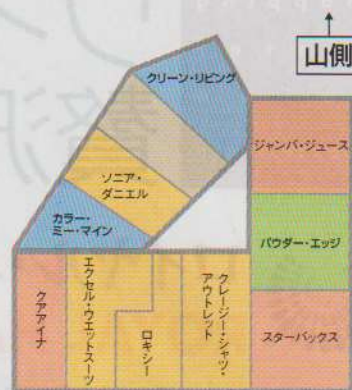 山側
クリーン・リビング
ジャンバ・ジュース
ソニア・
ダニエル
カラー・
ミー・マイン
パウダー・エッジ
クアアイナ
エクセル・ウエットスーツ
ロキシー
クレージー・シャツ・
アウトレット
スターバックス